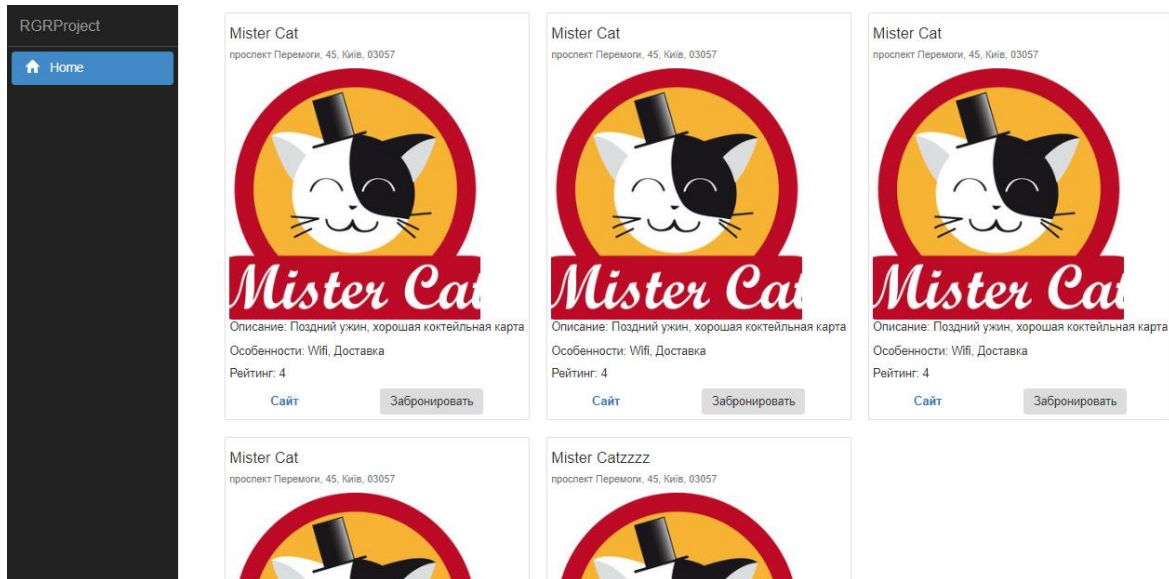 RGRProject
Home
Mister Cat
проспект Перемоги, 45, Київ, 03057
Mister Cat
Описание: Поздний ужин, хорошая коктейльная карта
Особенности: Wifi, Доставка
Рейтинг: 4
Сайт
Забронировать
Mister Cat
проспект Перемоги, 45, Київ, 03057
Mister Cat
Описание: Поздний ужин, хорошая коктейльная карта
Особенности: Wifi, Доставка
Рейтинг: 4
Сайт
Забронировать
Mister Cat
проспект Перемоги, 45, Київ, 03057
Mister Cat
Описание: Поздний ужин, хорошая коктейльная карта
Особенности: Wifi, Доставка
Рейтинг: 4
Сайт
Забронировать
Mister Cat
проспект Перемоги, 45, Київ, 03057
Mister Catzzzz
проспект Перемоги, 45, Київ, 03057